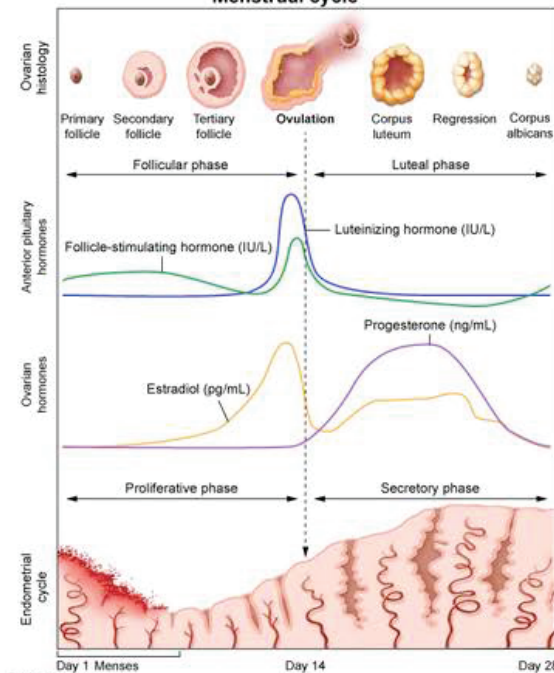 Menstrual cycle
Ovarian
histology
Primary
follicle
Secondary
follicle
Tertiary
follicle
Ovulation
Corpus
luteum
Regression
Corpus
albicans
Follicular phase
Luteal phase
Anterior pituitary
hormones
Follicle-stimulating hormone (IU/L)
Luteinizing hormone (IU/L)
Ovarian
hormones
Estradiol (pg/mL)
Progesterone (ng/mL)
Proliferative phase
Secretory phase
Endometrial
cycle
Day 1 Menses
Day 14
Day 28